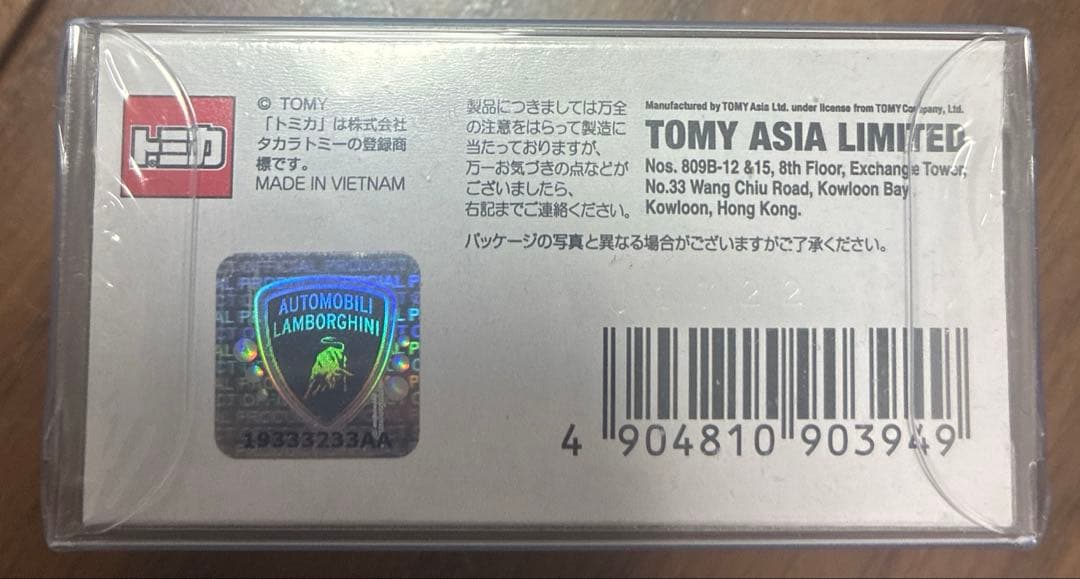 トミカ
© TOMY
「トミカ」は株式会社
タカラトミーの登録商
標です。
MADE IN VIETNAM
製品につきましては万全
の注意をはらって製造に
当たっておりますが、
万一お気づきの点などが
ございましたら、
右記までご連絡ください。
Manufactured by TOMY Asia Ltd. under license from TOMY Company, Ltd.
TOMY ASIA LIMITED
Nos. 809B-12 &15, 8th Floor, Exchange Tower,
No.33 Wang Chiu Road, Kowloon Bay,
Kowloon, Hong Kong.
パッケージの写真と異なる場合がございますがご了承ください。
AUTOMOBILI
LAMBORGHINI
19333233AA
4 904810 903949